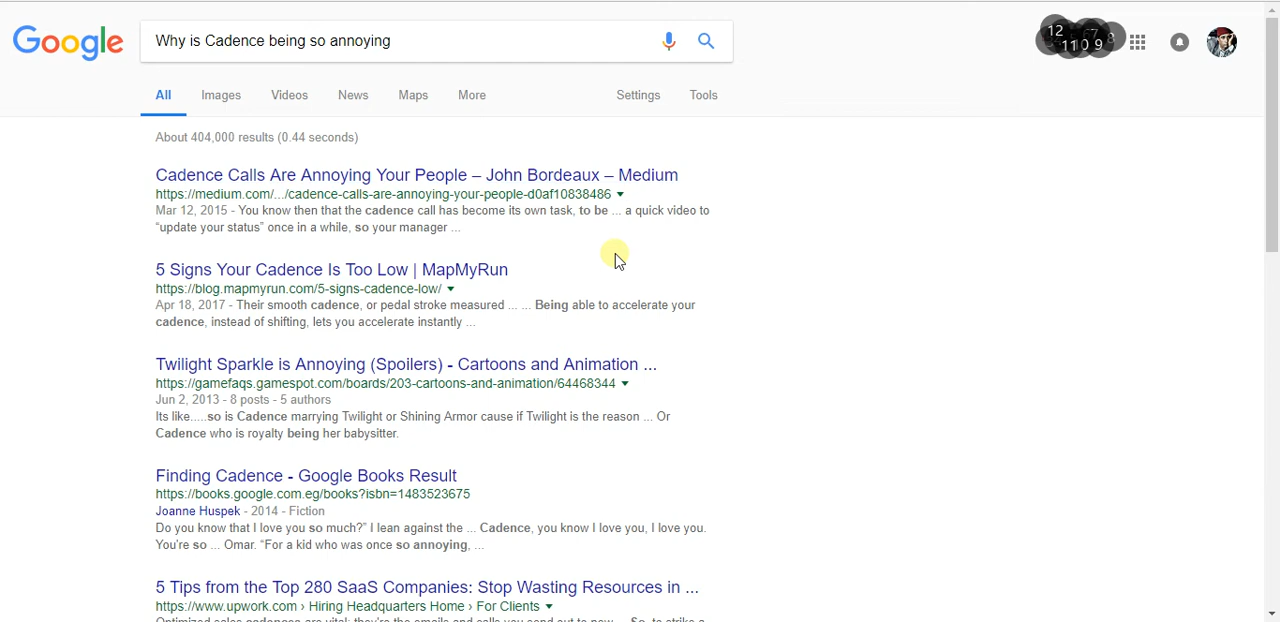 Google
Why is Cadence being so annoying
12
11 0 9
7
8
All Images Videos News Maps More Settings Tools
About 404,000 results (0.44 seconds)
Cadence Calls Are Annoying Your People – John Bordeaux – Medium
https://medium.com/.../cadence-calls-are-annoying-your-people-d0af10838486
Mar 12, 2015 - You know then that the cadence call has become its own task, to be ... a quick video to
“update your status” once in a while, so your manager ...
5 Signs Your Cadence Is Too Low | MapMyRun
https://blog.mapmyrun.com/5-signs-cadence-low/
Apr 18, 2017 - Their smooth cadence, or pedal stroke measured ... ... Being able to accelerate your
cadence, instead of shifting, lets you accelerate instantly ...
Twilight Sparkle is Annoying (Spoilers) - Cartoons and Animation ...
https://gamefaqs.gamespot.com/boards/203-cartoons-and-animation/64468344
Jun 2, 2013 - 8 posts - 5 authors
Its like.....so is Cadence marrying Twilight or Shining Armor cause if Twilight is the reason ... Or
Cadence who is royalty being her babysitter.
Finding Cadence - Google Books Result
https://books.google.com.eg/books?isbn=1483523675
Joanne Huspek - 2014 - Fiction
Do you know that I love you so much?” I lean against the ... Cadence, you know I love you, I love you.
You're so ... Omar. “For a kid who was once so annoying, ...
5 Tips from the Top 280 SaaS Companies: Stop Wasting Resources in ...
https://www.upwork.com › Hiring Headquarters Home › For Clients